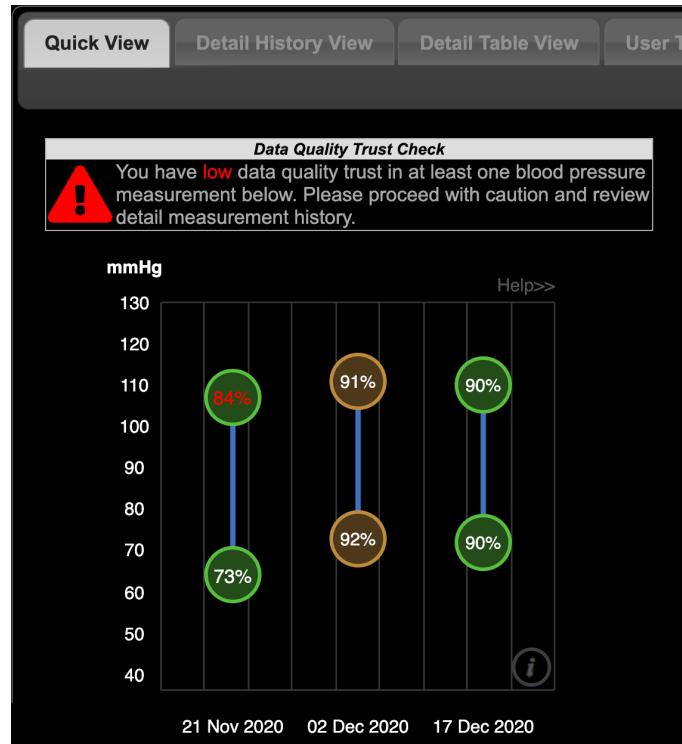 Quick View Detail History View Detail Table View User T
Data Quality Trust Check
You have low data quality trust in at least one blood pressure
measurement below. Please proceed with caution and review
detail measurement history.
mmHg
Help>>
130
120
110
100
90
80
70
60
50
40
84% 91% 90%
73% 92% 90%
i
21 Nov 2020 02 Dec 2020 17 Dec 2020